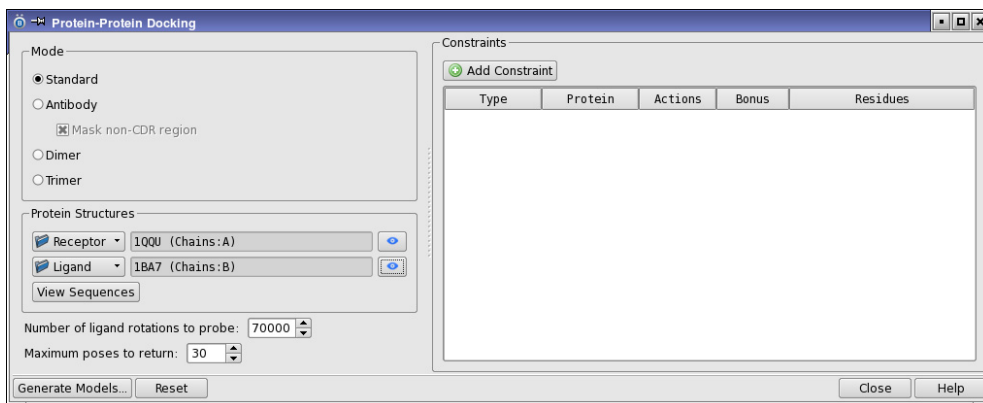 Protein-Protein Docking
Mode
Standard
Antibody
Mask non-CDR region
Dimer
Trimer
Protein Structures
Receptor 1QQU (Chains:A)
Ligand 1BA7 (Chains:B)
View Sequences
Number of ligand rotations to probe: 70000
Maximum poses to return: 30
Constraints
Add Constraint
Type Protein Actions Bonus Residues
Generate Models... Reset Close Help